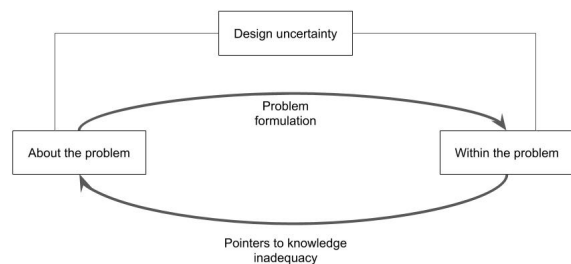 Design uncertainty
Problem
formulation
About the problem
Within the problem
Pointers to knowledge
inadequacy